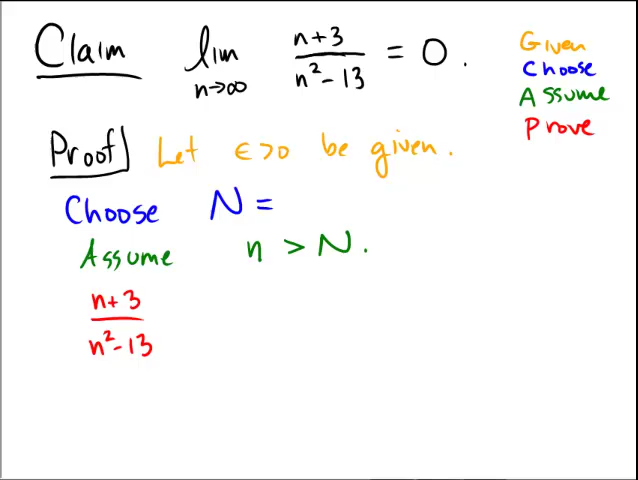 Claim lim n→∞ n+3 / n² - 13 = 0.
Given
Choose
Assume
Prove
Proof Let ϵ>0 be given.
Choose N =
Assume n > N.
n+3
n² - 13